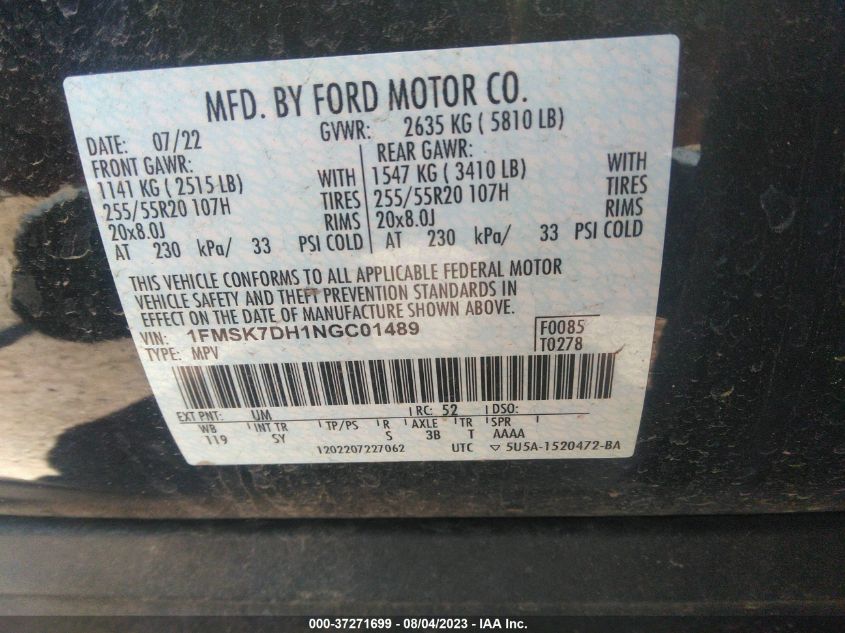 MFD. BY FORD MOTOR CO.
DATE: 07/22 GVWR: 2635 KG ( 5810 LB)
FRONT GAWR: REAR GAWR:
1141 KG ( 2515 LB) WITH 1547 KG ( 3410 LB) WITH
255/55R20 107H TIRES 255/55R20 107H TIRES
20x8.0J RIMS 20x8.0J RIMS
AT 230 kPa/ 33 PSI COLD AT 230 kPa/ 33 PSI COLD
THIS VEHICLE CONFORMS TO ALL APPLICABLE FEDERAL MOTOR
VEHICLE SAFETY AND THEFT PREVENTION STANDARDS IN
EFFECT ON THE DATE OF MANUFACTURE SHOWN ABOVE.
VIN: 1FMSK7DH1NGC01489 F0085
TYPE: MPV T0278
EXT PNT: UM RC: 52 DSO:
WB INT TR TP/PS R AXLE TR SPR
119 SY S 3B T AAAA
1202207227062 UTC ▽ 5U5A-1520472-BA
000-37271699 - 08/04/2023 - IAA Inc.